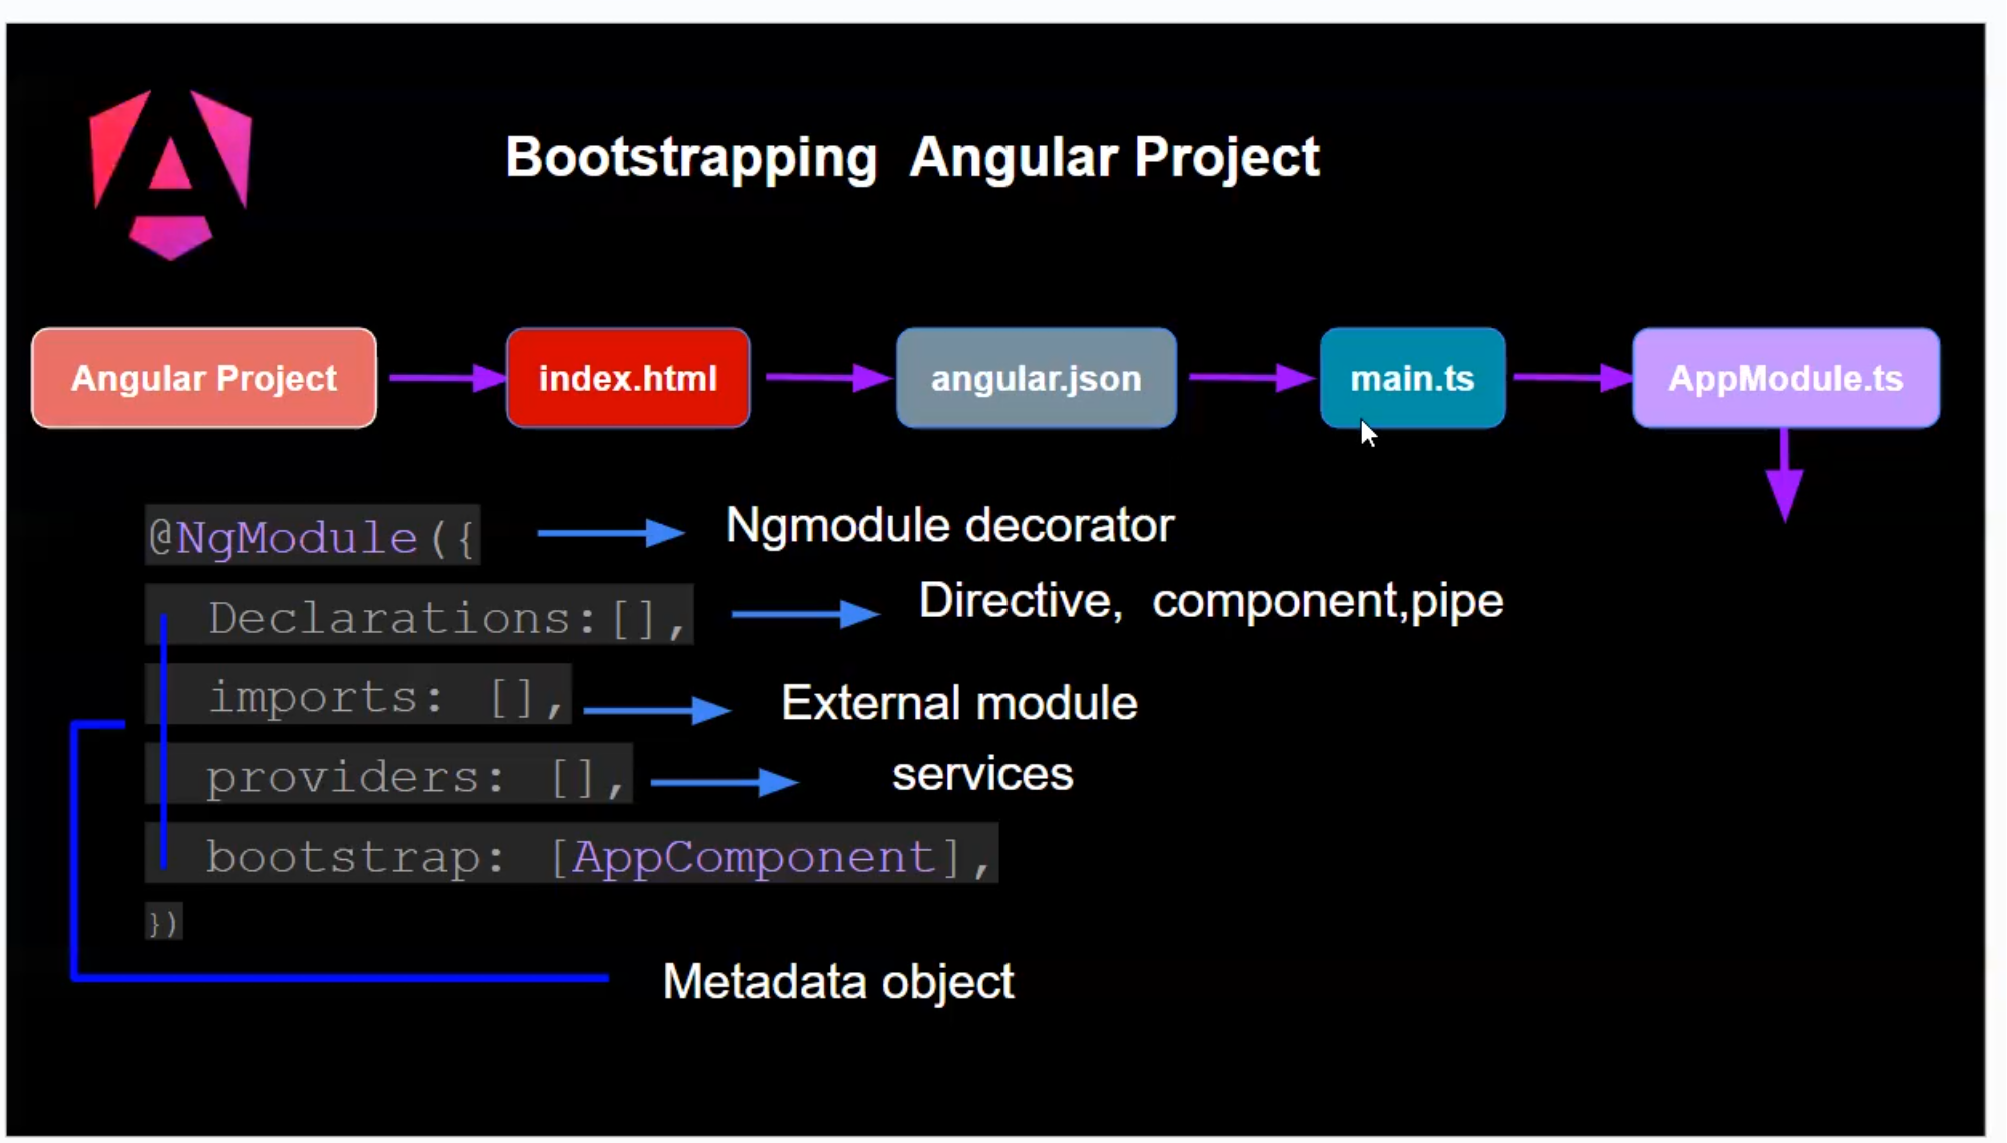 Bootstrapping Angular Project
Angular Project index.html angular.json main.ts AppModule.ts
@NgModule({ Ngmodule decorator
Declarations:[], Directive, component,pipe
imports: [], External module
providers: [], services
bootstrap: [AppComponent],
})
Metadata object